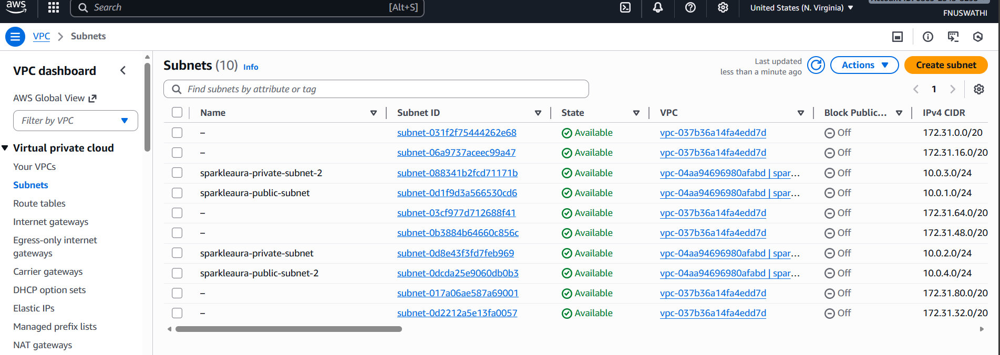 aws
Search
[Alt+S]
United States (N. Virginia)
FNUSWATHI
VPC
Subnets
VPC dashboard
AWS Global View
Filter by VPC
Virtual private cloud
Your VPCs
Subnets
Route tables
Internet gateways
Egress-only internet
gateways
Carrier gateways
DHCP option sets
Elastic IPs
Managed prefix lists
NAT gateways
Subnets (10) Info
Last updated
less than a minute ago
Actions
Create subnet
Find subnets by attribute or tag
1
Name Subnet ID State VPC Block Public... IPv4 CIDR
– subnet-031f2f75444262e68 Available vpc-037b36a14fa4edd7d Off 172.31.0.0/20
– subnet-06a9737aceec99a47 Available vpc-037b36a14fa4edd7d Off 172.31.16.0/20
sparkleaura-private-subnet-2 subnet-088341b2fcd71171b Available vpc-04aa94696980afabd | spar... Off 10.0.3.0/24
sparkleaura-public-subnet subnet-0d1f9d3a566530cd6 Available vpc-04aa94696980afabd | spar... Off 10.0.1.0/24
– subnet-03cf977d712688f41 Available vpc-037b36a14fa4edd7d Off 172.31.64.0/20
– subnet-0b3884b64660c856c Available vpc-037b36a14fa4edd7d Off 172.31.48.0/20
sparkleaura-private-subnet subnet-0d8e43f3fd7feb969 Available vpc-04aa94696980afabd | spar... Off 10.0.2.0/24
sparkleaura-public-subnet-2 subnet-0dcda25e9060db0b3 Available vpc-04aa94696980afabd | spar... Off 10.0.4.0/24
– subnet-017a06ae587a69001 Available vpc-037b36a14fa4edd7d Off 172.31.80.0/20
– subnet-0d2212a5e13fa0057 Available vpc-037b36a14fa4edd7d Off 172.31.32.0/20